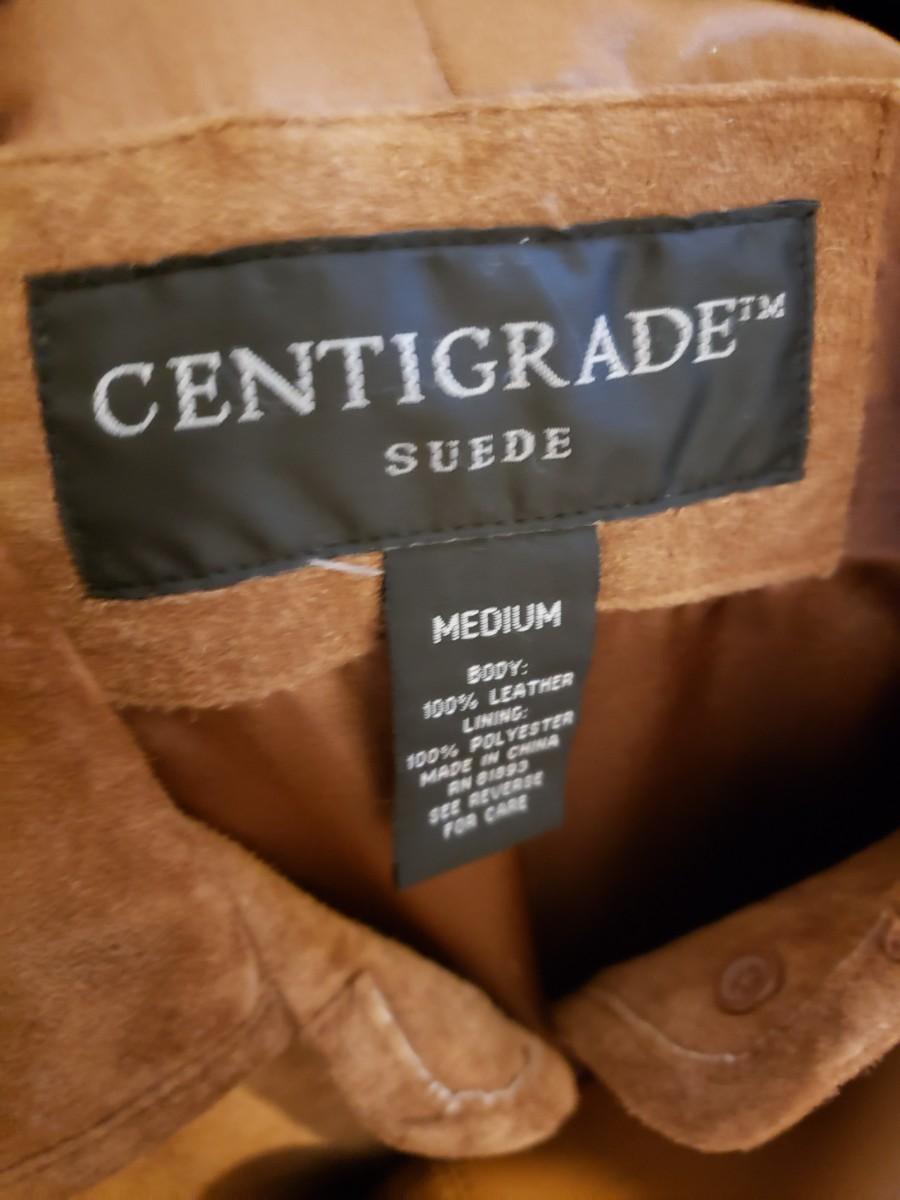 CENTIGRADE™
SUEDE
MEDIUM
BODY:
100% LEATHER
LINING:
100% POLYESTER
MADE IN CHINA
RN 81893
SEE REVERSE
FOR CARE